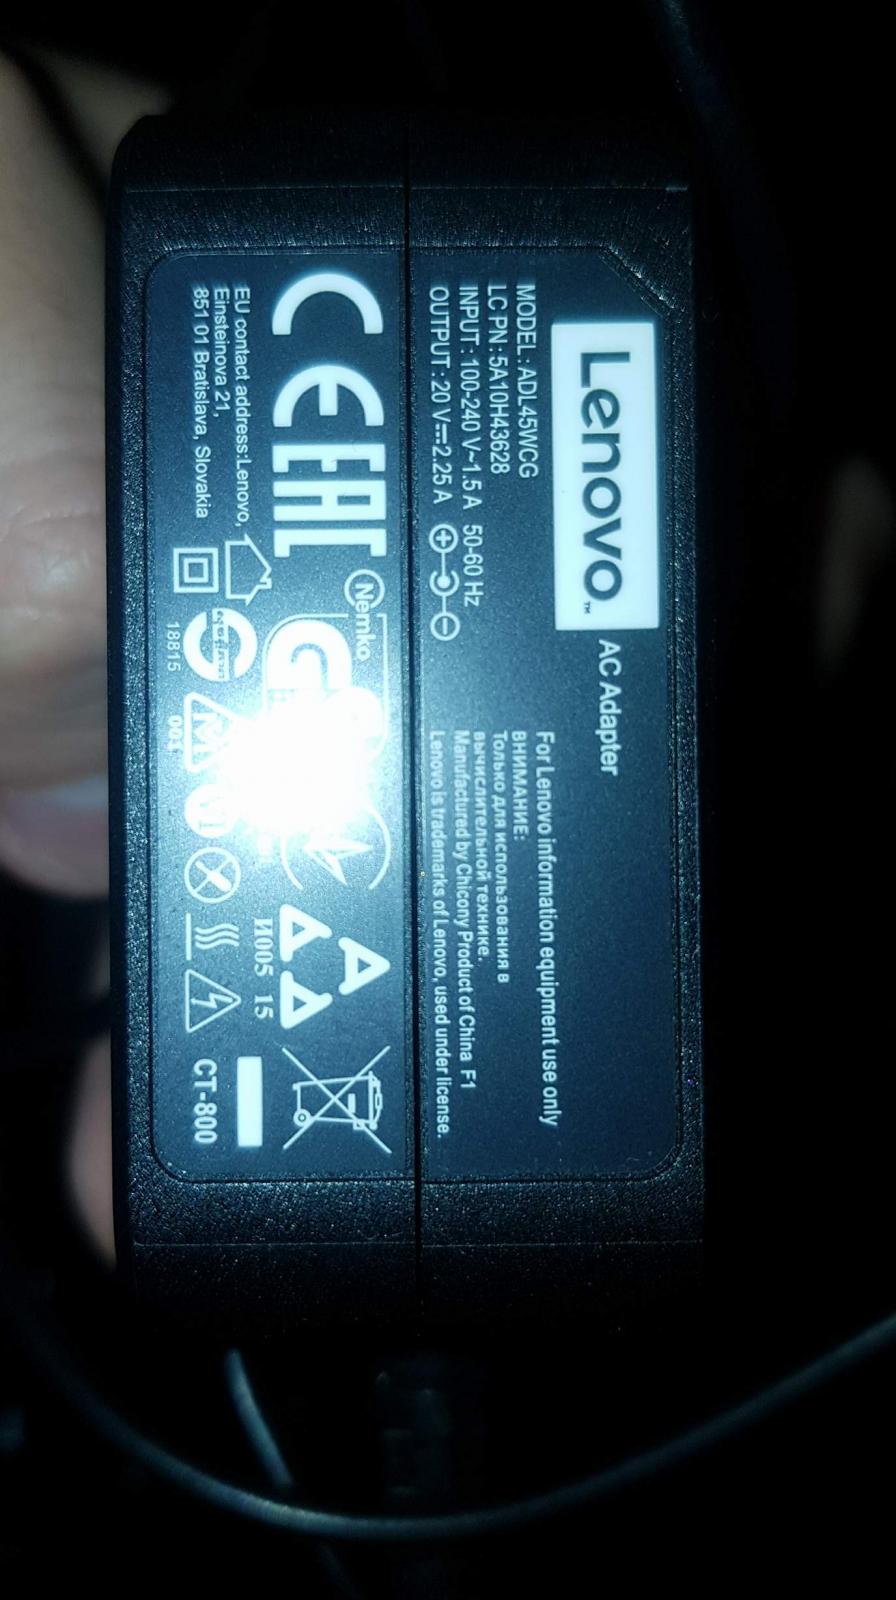 Lenovo™ AC Adapter
MODEL : ADL45WCG
LC PN : 5A10H43628
INPUT : 100-240 V~1.5 A 50-60 Hz
OUTPUT : 20 V⎓2.25 A
For Lenovo information equipment use only
ВНИМАНИЕ:
Только для использования в
вычислительной технике.
Manufactured by Chicony Product of China F1
Lenovo is trademarks of Lenovo, used under license.
CE EAC Nemko
И005 15
EU contact address:Lenovo,
Einsteinova 21,
851 01 Bratislava, Slovakia
18815
001
VI
CT-800